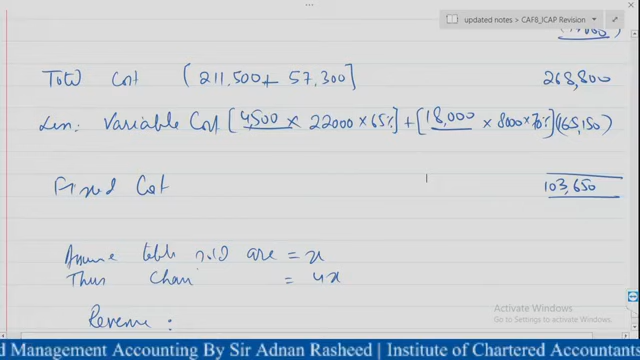 updated notes > CAF8_ICAP Revision
Total Cost [211,500 + 57,300] 268,800
Less: Variable Cost [4,500 × 22000 × 65%] + [18,000 × 8000 × 70%] (165,150)
Fixed Cost 103,650
Assume table sold are = x
Thus Chair = 4x
Revenue :
Activate Windows
Go to Settings to activate Windows.
d Management Accounting By Sir Adnan Rasheed | Institute of Chartered Accountants